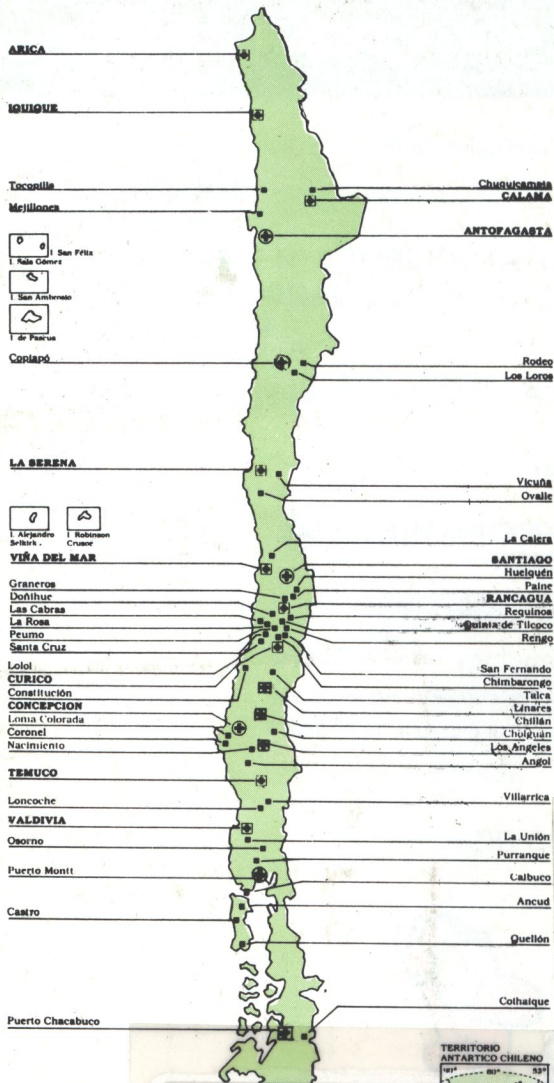 ARICA
IQUIQUE
Tocopilla
Mejillones
I. San Félix
I. Sala Gómez
I. San Ambrosio
I. de Pascua
Copiapó
LA SERENA
I. Alejandro
Selkirk.
I. Robinson
Crusoe
VIÑA DEL MAR
Graneros
Doñihue
Las Cabras
La Rosa
Peumo
Santa Cruz
Lolol
CURICO
Constitución
CONCEPCION
Loma Colorada
Coronel
Nacimiento
TEMUCO
Loncoche
VALDIVIA
Osorno
Puerto Montt
Castro
Puerto Chacabuco
Chuquicamata
CALAMA
ANTOFAGASTA
Rodeo
Los Loros
Vicuña
Ovalle
La Calera
SANTIAGO
Huelquén
Paine
RANCAGUA
Requinoa
Quinta de Tilcoco
Rengo
San Fernando
Chimbarongo
Talca
Linares
Chillán
Cholguán
Los Angeles
Angol
Villarrica
La Unión
Purranque
Calbuco
Ancud
Quellón
Coihaique
TERRITORIO
ANTARTICO CHILENO
90° 53°